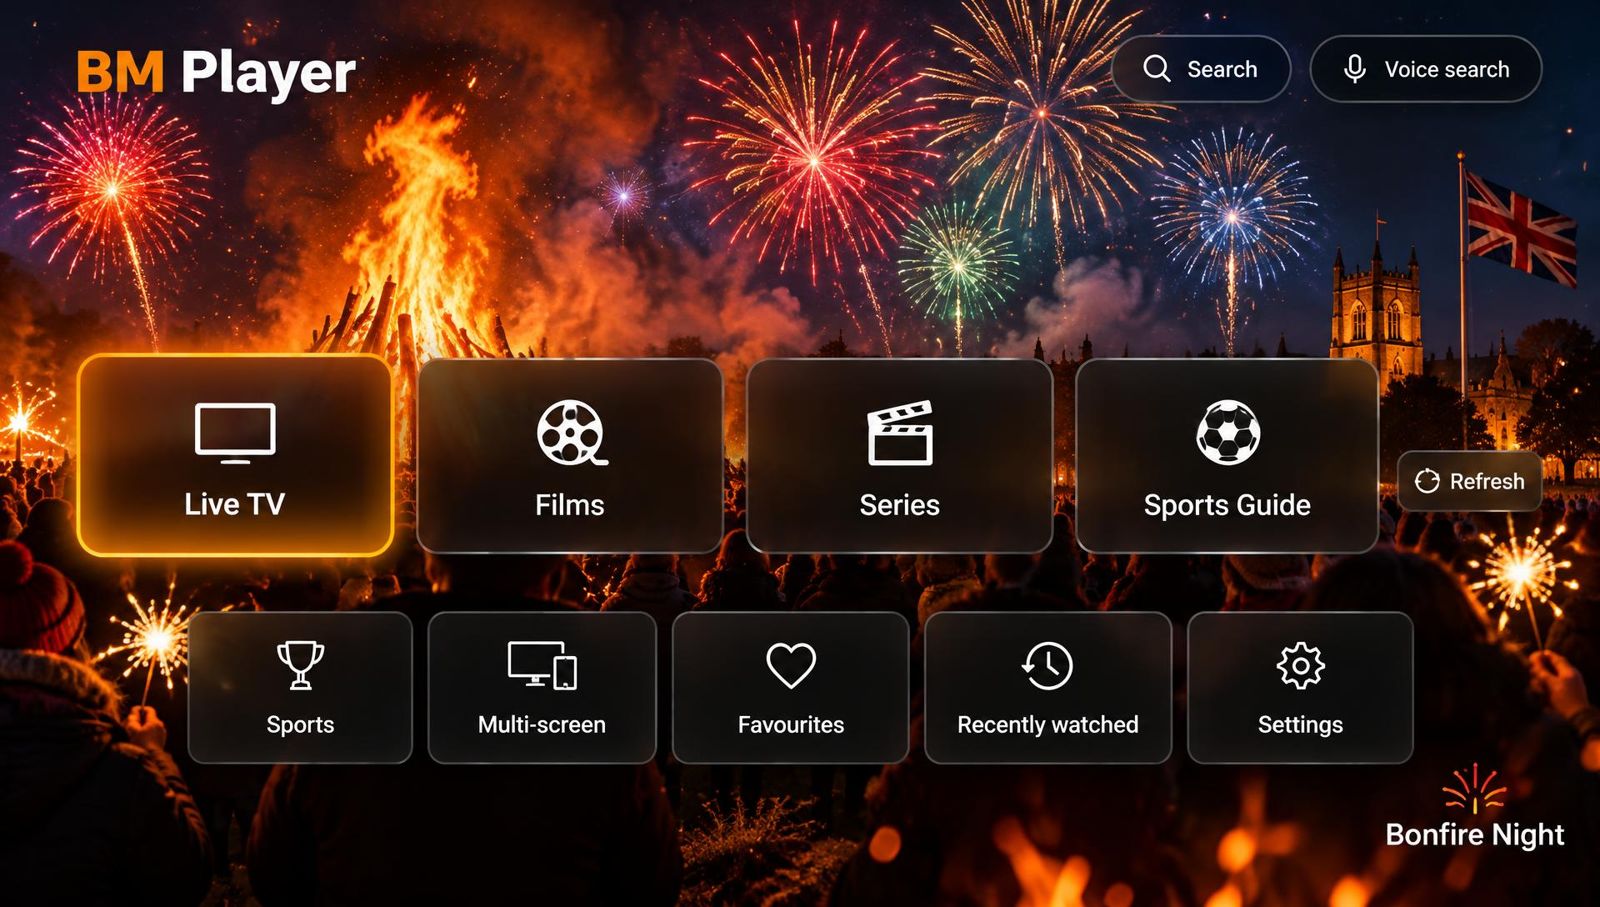 BM Player
Search
Voice search
Live TV
Films
Series
Sports Guide
Refresh
Sports
Multi-screen
Favourites
Recently watched
Settings
Bonfire Night